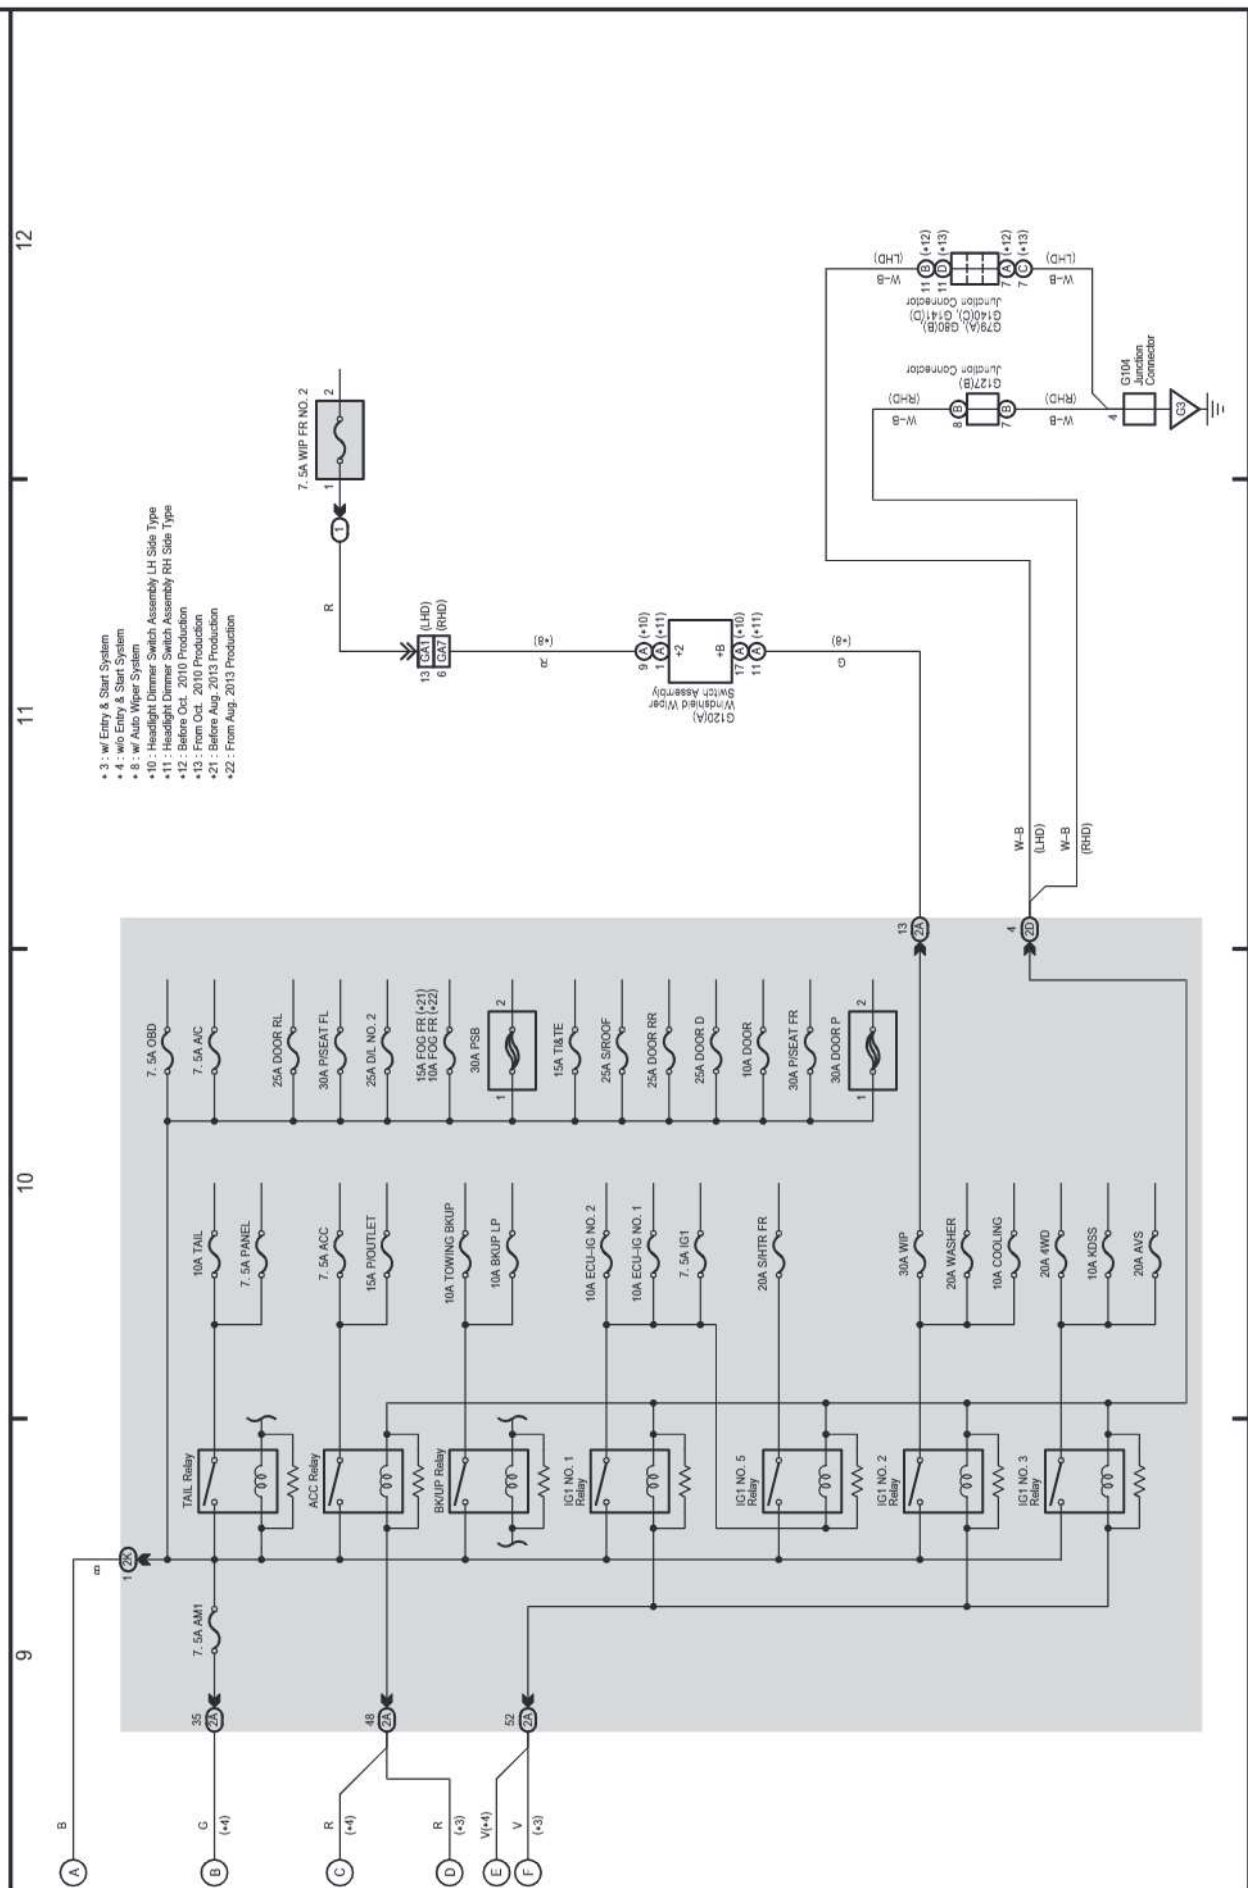 9
10
11
12
* 3 : w/ Entry & Start System
* 4 : w/o Entry & Start System
* 8 : w/ Auto Wiper System
*10 : Headlight Dimmer Switch Assembly LH Side Type
*11 : Headlight Dimmer Switch Assembly RH Side Type
*12 : Before Oct. 2010 Production
*13 : From Oct. 2010 Production
*21 : Before Aug. 2013 Production
*22 : From Aug. 2013 Production
A
B
B
1 2K
B
G
(*4)
35 2A
7. 5A AM1
C
R
(*4)
D
R
(*3)
48 2A
E
V(*4)
F
V
(*3)
52 2A
TAIL Relay
ACC Relay
BK/UP Relay
IG1 NO. 1
Relay
IG1 NO. 5
Relay
IG1 NO. 2
Relay
IG1 NO. 3
Relay
10A TAIL
7. 5A PANEL
7. 5A ACC
15A P/OUTLET
10A TOWING BKUP
10A BKUP LP
10A ECU-IG NO. 2
10A ECU-IG NO. 1
7. 5A IG1
20A S/HTR FR
30A WIP
20A WASHER
10A COOLING
20A 4WD
10A KDSS
20A AVS
7. 5A OBD
7. 5A A/C
25A DOOR RL
30A P/SEAT FL
25A D/L NO. 2
15A FOG FR (*21)
10A FOG FR (*22)
30A PSB
1
2
15A TI&TE
25A S/ROOF
25A DOOR RR
25A DOOR D
10A DOOR
30A P/SEAT FR
30A DOOR P
1
2
13 2A
4 2D
7. 5A WIP FR NO. 2
1
2
1
R
13 GA1 (LHD)
6 GA7 (RHD)
R
(*8)
9 A (*10)
1 A (*11)
+2
+B
17 A (*10)
11 A (*11)
G120(A)
Windshield Wiper
Switch Assembly
G
(*8)
W-B
(LHD)
W-B
(RHD)
W-B
(LHD)
11 B (*12)
11 D (*13)
7 A (*12)
7 C (*13)
G79(A), G80(B),
G140(C), G141(D)
Junction Connector
W-B
(LHD)
W-B
(RHD)
8 B
7 B
G127(B)
Junction Connector
W-B
(RHD)
4
G104
Junction
Connector
G3